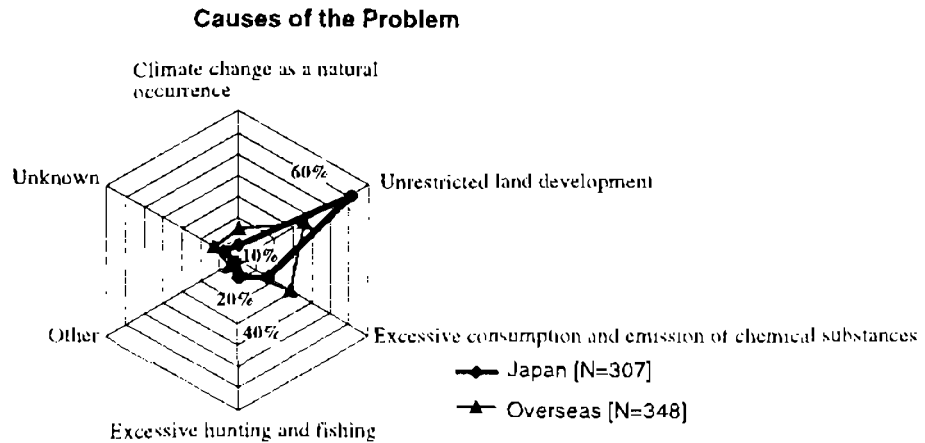 Causes of the Problem
Climate change as a natural
occurrence
60%
Unknown
Unrestricted land development
10%
20%
Other
40%
Excessive consumption and emission of chemical substances
Japan [N=307]
Overseas [N=348]
Excessive hunting and fishing